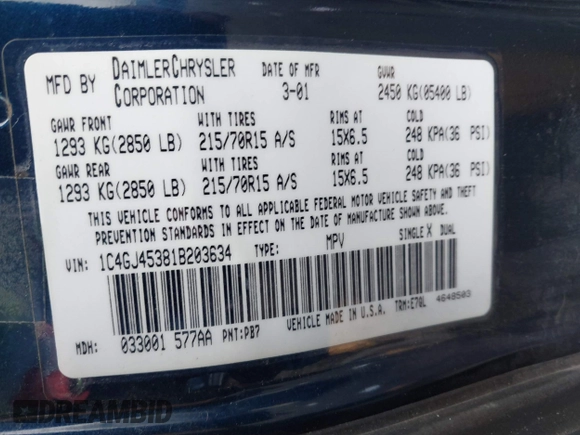 MFD BY DAIMLERCHRYSLER CORPORATION DATE OF MFR 3-01 GVWR 2450 KG(05400 LB)
GAWR FRONT WITH TIRES RIMS AT COLD
1293 KG(2850 LB) 215/70R15 A/S 15X6.5 248 KPA(36 PSI)
GAWR REAR WITH TIRES RIMS AT COLD
1293 KG(2850 LB) 215/70R15 A/S 15X6.5 248 KPA(36 PSI)
THIS VEHICLE CONFORMS TO ALL APPLICABLE FEDERAL MOTOR VEHICLE SAFETY AND THEFT
PREVENTION STANDARDS IN EFFECT ON THE DATE OF MANUFACTURE SHOWN ABOVE.
VIN: 1C4GJ45381B203634 TYPE: MPV SINGLE X DUAL
MDH: 033001 577AA PNT:PB7 VEHICLE MADE IN U.S.A. TRM:E7QL 4648503
DREAMBID